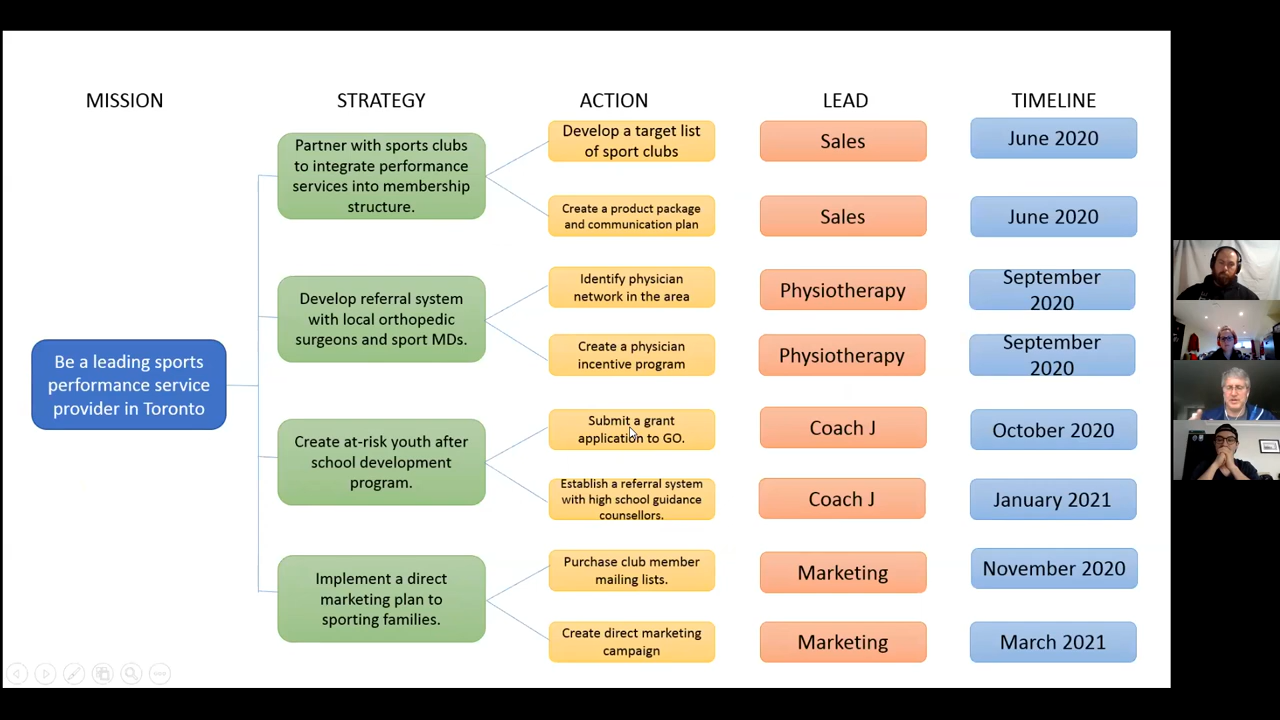 MISSION
STRATEGY
ACTION
LEAD
TIMELINE
Be a leading sports
performance service
provider in Toronto
Partner with sports clubs
to integrate performance
services into membership
structure.
Develop a target list
of sport clubs
Sales
June 2020
Create a product package
and communication plan
Sales
June 2020
Develop referral system
with local orthopedic
surgeons and sport MDs.
Identify physician
network in the area
Physiotherapy
September
2020
Create a physician
incentive program
Physiotherapy
September
2020
Create at-risk youth after
school development
program.
Submit a grant
application to GO.
Coach J
October 2020
Establish a referral system
with high school guidance
counsellors.
Coach J
January 2021
Implement a direct
marketing plan to
sporting families.
Purchase club member
mailing lists.
Marketing
November 2020
Create direct marketing
campaign
Marketing
March 2021